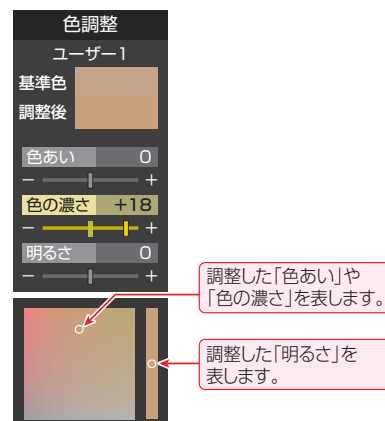 色調整
ユーザー1
基準色
調整後
色あい 0
− +
色の濃さ +18
− +
明るさ 0
− +
調整した「色あい」や
「色の濃さ」を表します。
調整した「明るさ」を
表します。